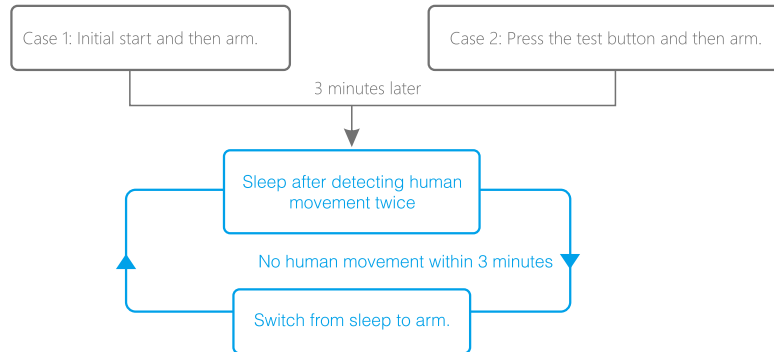 Case 1: Initial start and then arm.
Case 2: Press the test button and then arm.
3 minutes later
Sleep after detecting human
movement twice
No human movement within 3 minutes
Switch from sleep to arm.